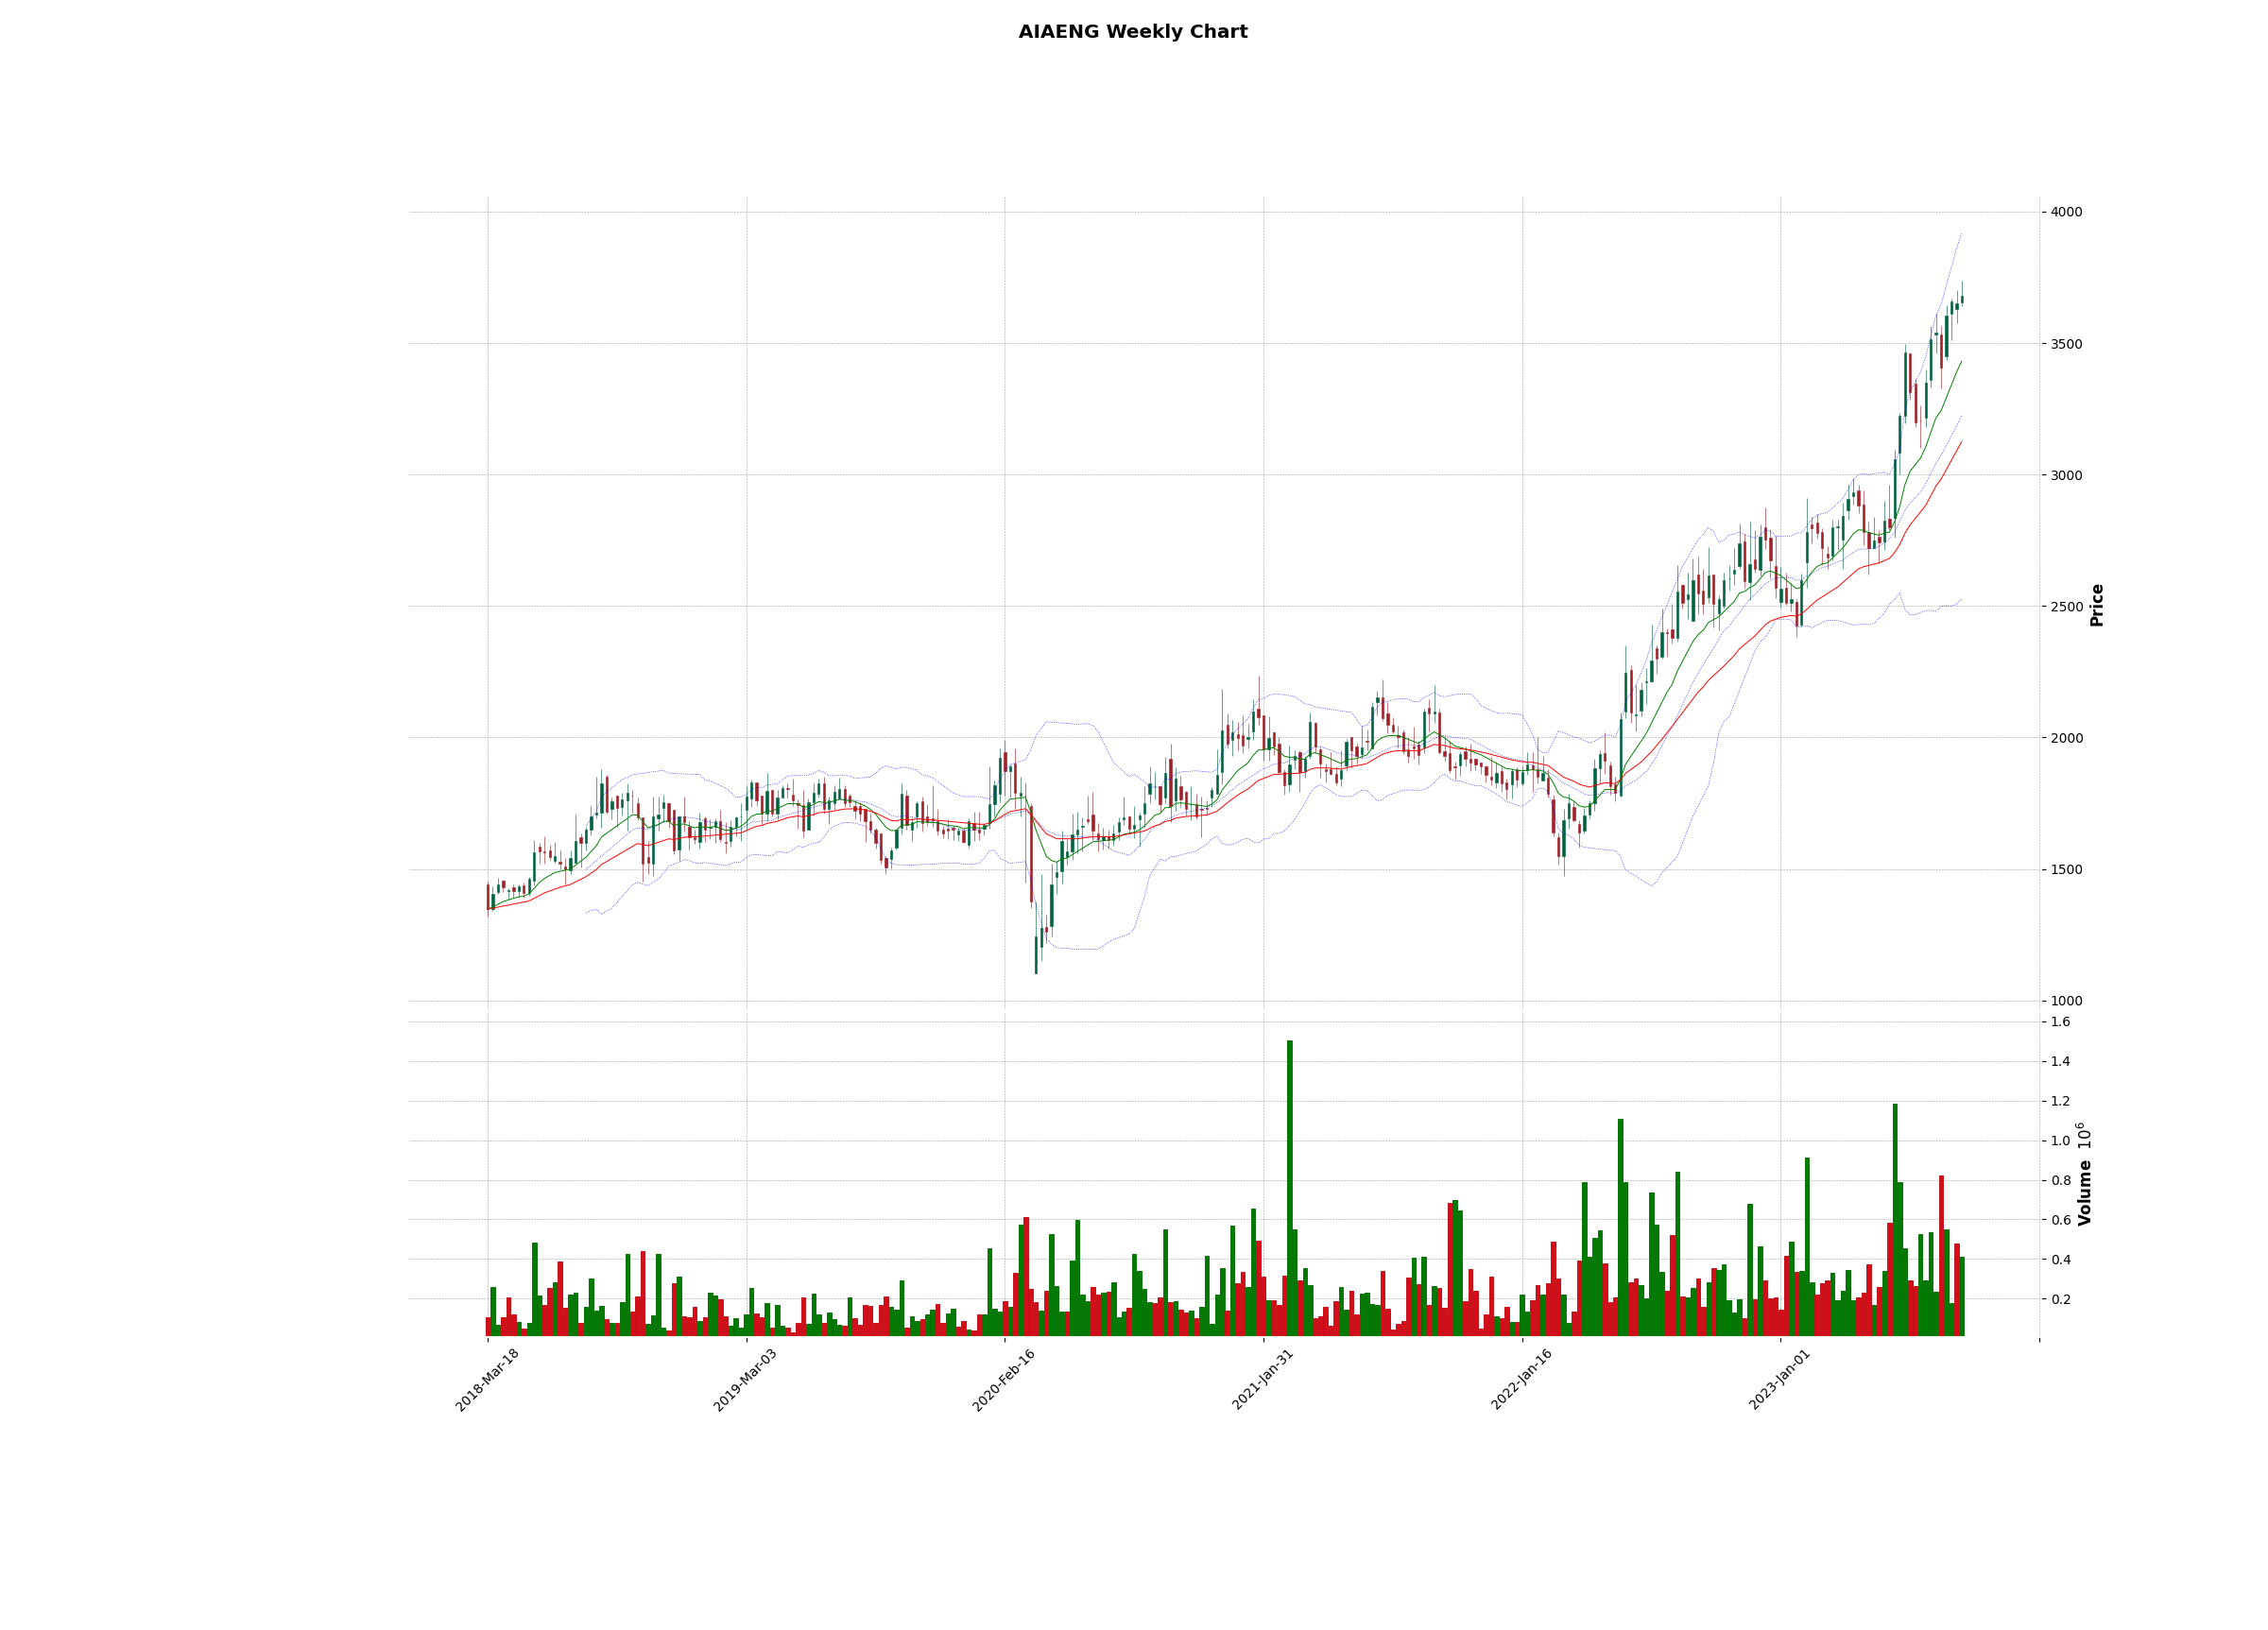 AIAENG Weekly Chart
4000
3500
3000
2500
2000
1500
1000
Price
1.6
1.4
1.2
1.0
0.8
0.6
0.4
0.2
Volume 10^6
2018-Mar-18
2019-Mar-03
2020-Feb-16
2021-Jan-31
2022-Jan-16
2023-Jan-01